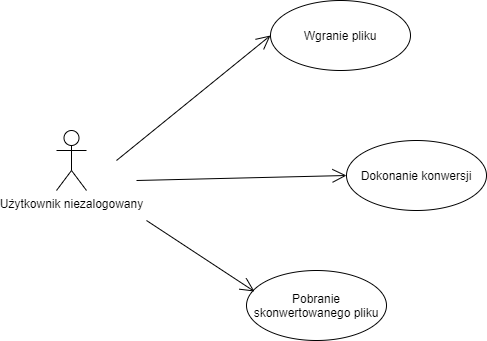 Wgranie pliku
Dokonanie konwersji
Użytkownik niezalogowany
Pobranie
skonwertowanego pliku